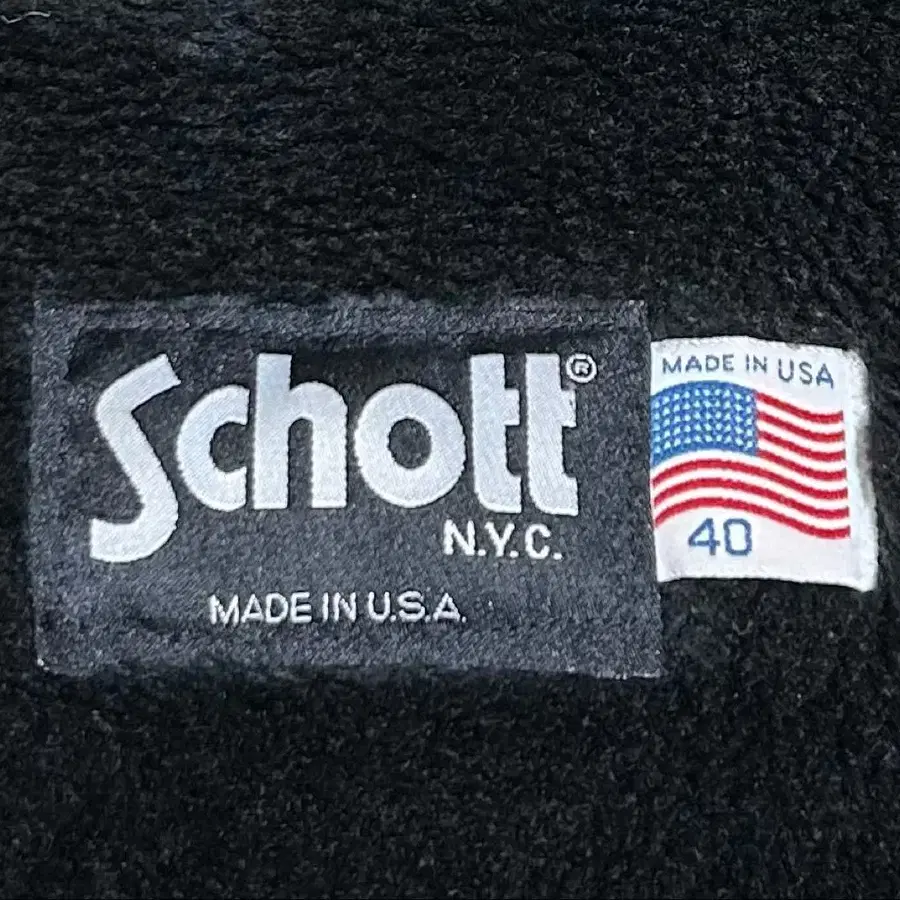 Schott®
N.Y.C.
MADE IN U.S.A.
MADE IN USA
40